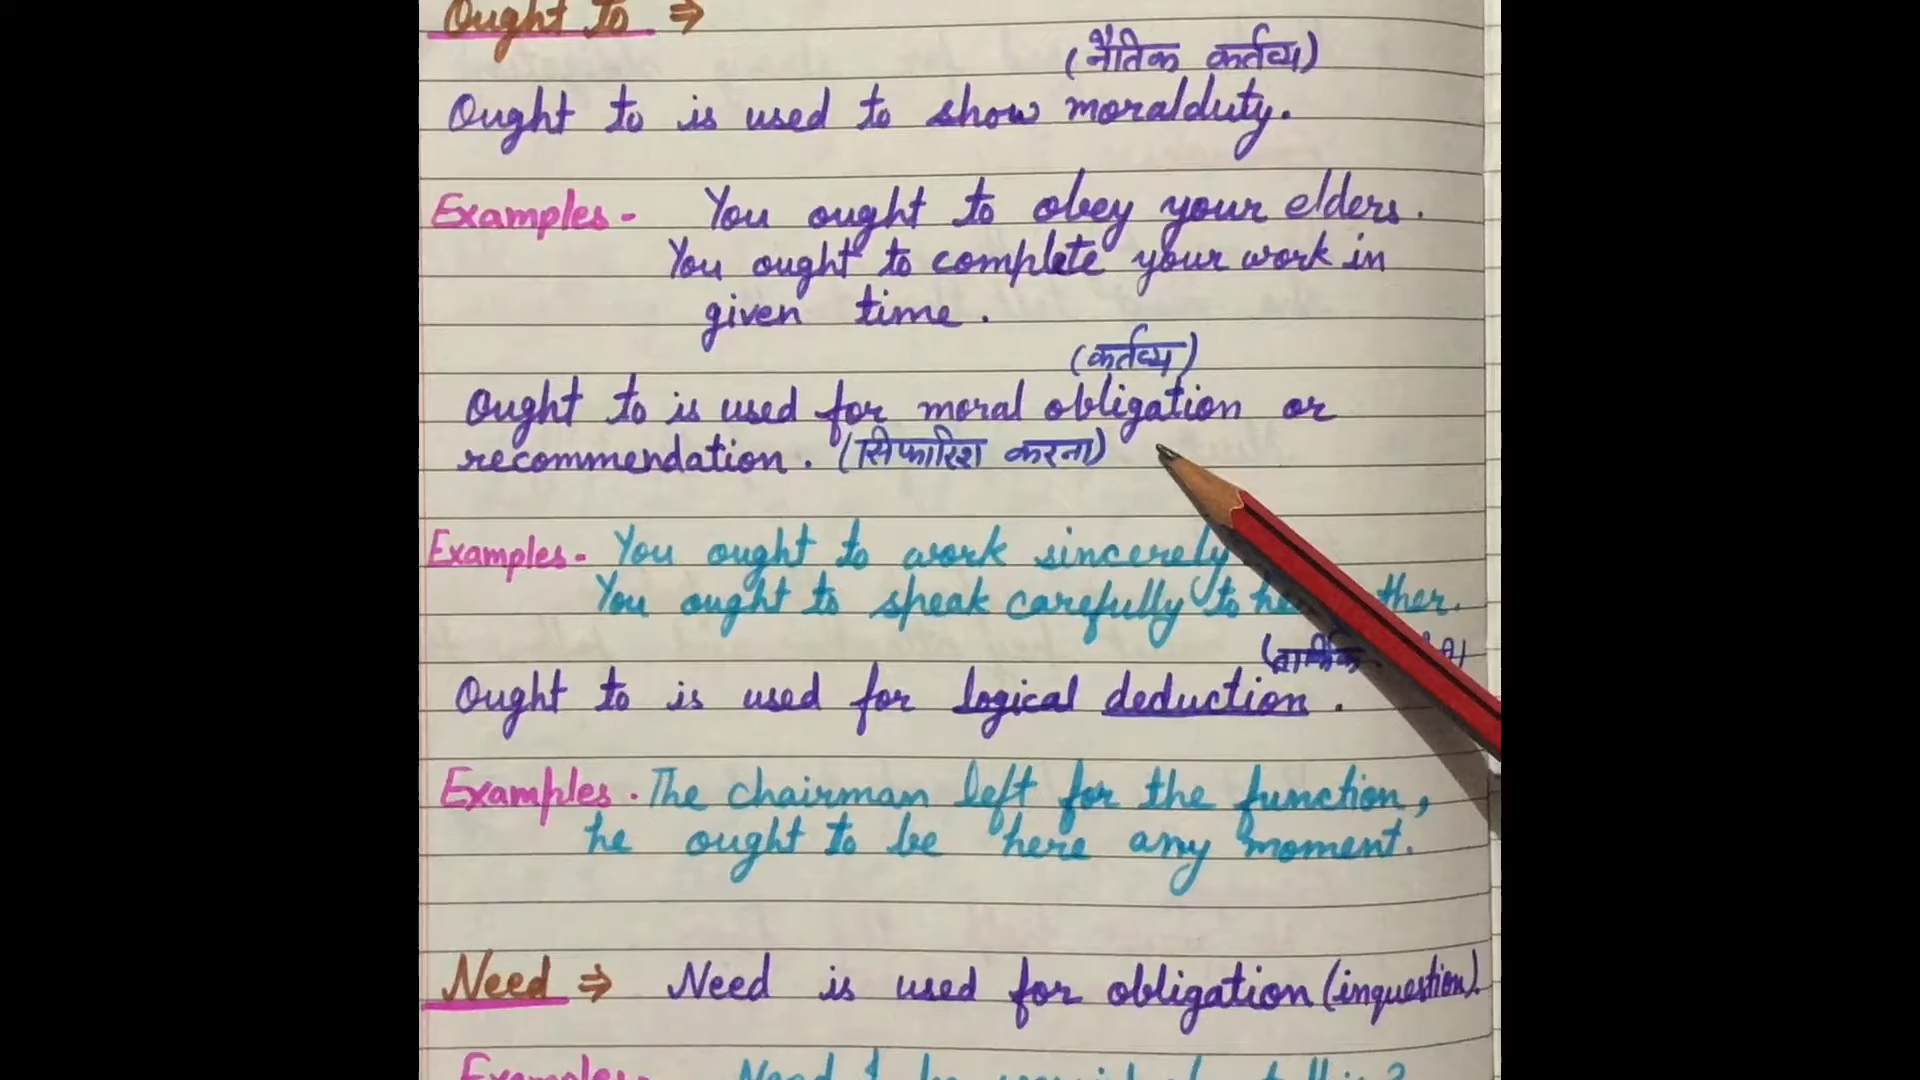 Ought to ⇒
(नैतिक कर्तव्य)
Ought to is used to show moralduty.
Examples- You ought to obey your elders.
You ought to complete your work in
given time.
(कर्तव्य)
Ought to is used for moral obligation or
recommendation. (सिफारिश करना)
Examples- You ought to work sincerely
You ought to speak carefully to
Ought to is used for logical deduction.
Examples. The chairman left for the function,
he ought to be here any moment.
Need ⇒ Need is used for obligation (inquestion).
Examples-